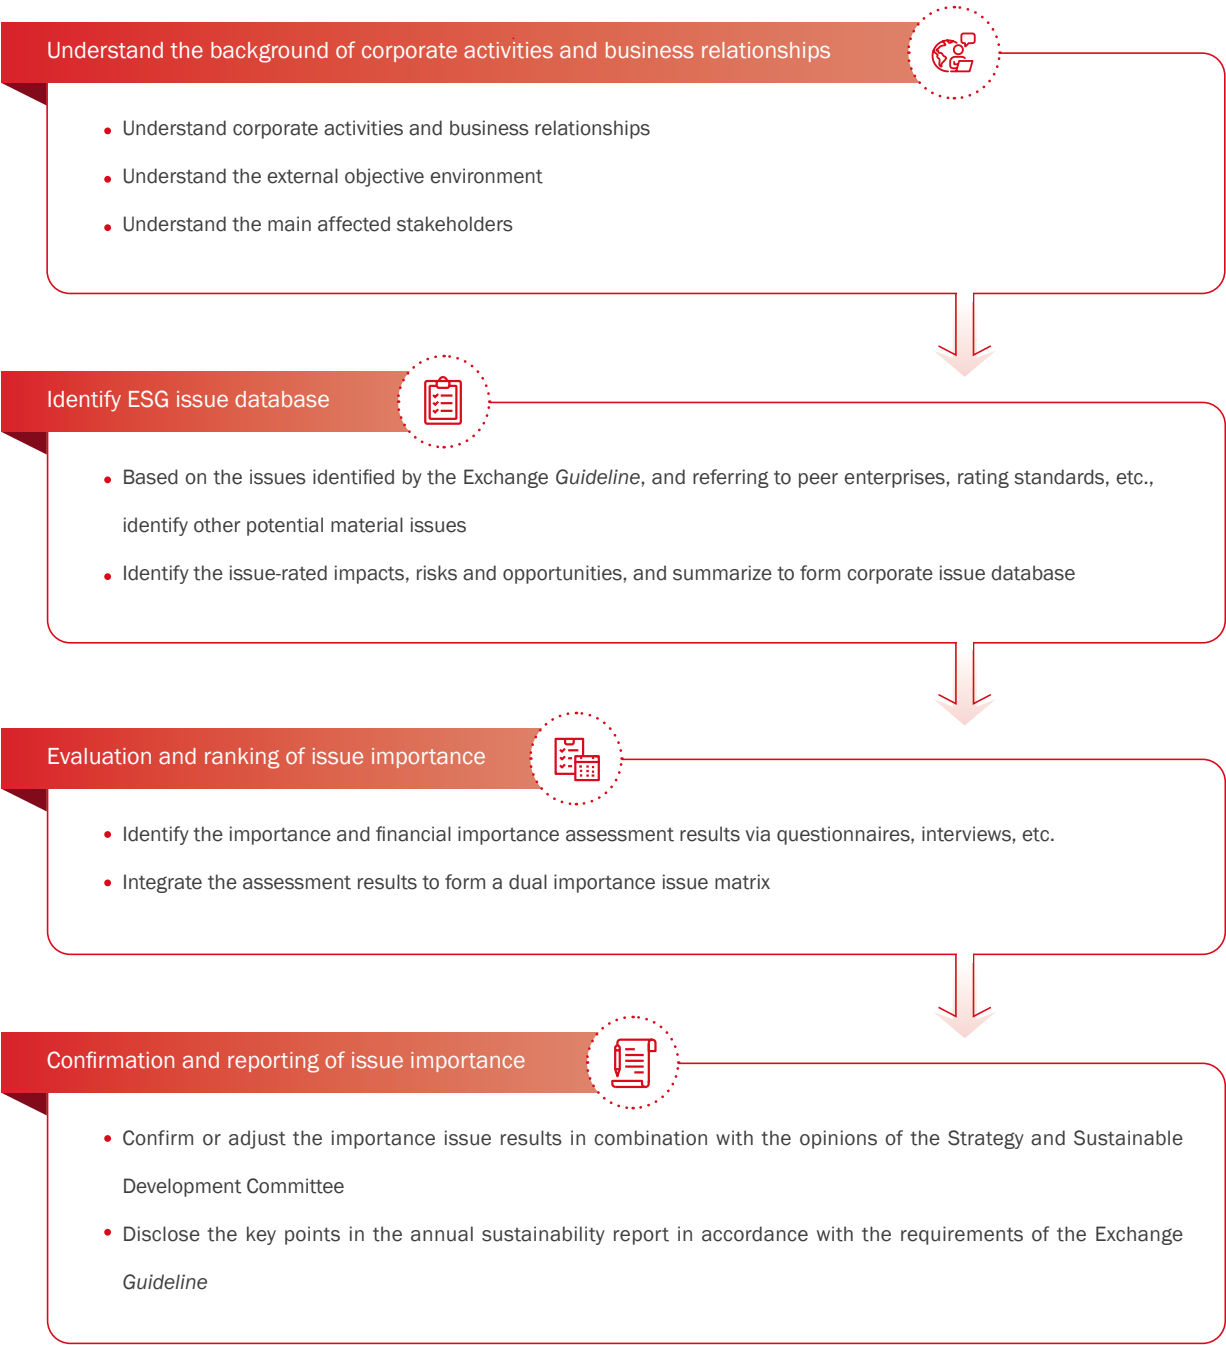 Understand the background of corporate activities and business relationships
• Understand corporate activities and business relationships
• Understand the external objective environment
• Understand the main affected stakeholders
Identify ESG issue database
• Based on the issues identified by the Exchange Guideline, and referring to peer enterprises, rating standards, etc.,
identify other potential material issues
• Identify the issue-rated impacts, risks and opportunities, and summarize to form corporate issue database
Evaluation and ranking of issue importance
• Identify the importance and financial importance assessment results via questionnaires, interviews, etc.
• Integrate the assessment results to form a dual importance issue matrix
Confirmation and reporting of issue importance
• Confirm or adjust the importance issue results in combination with the opinions of the Strategy and Sustainable
Development Committee
• Disclose the key points in the annual sustainability report in accordance with the requirements of the Exchange
Guideline